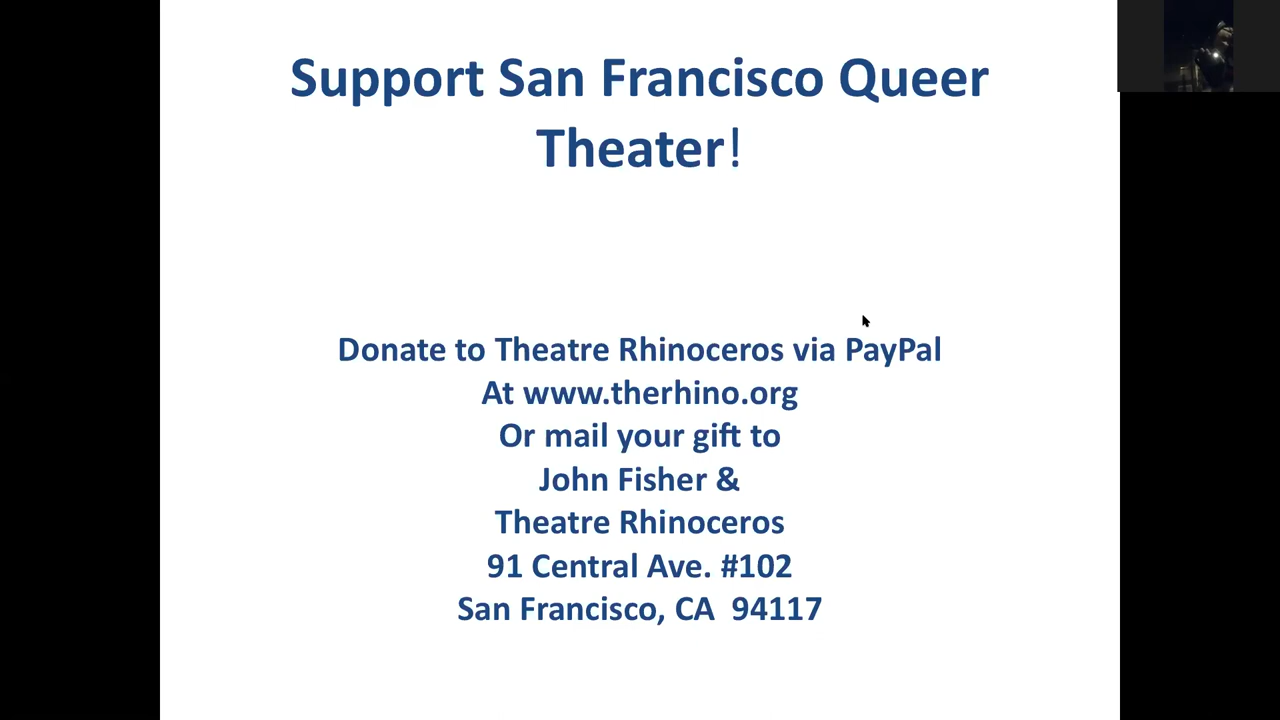 Support San Francisco Queer
Theater!
Donate to Theatre Rhinoceros via PayPal
At www.therhino.org
Or mail your gift to
John Fisher &
Theatre Rhinoceros
91 Central Ave. #102
San Francisco, CA  94117